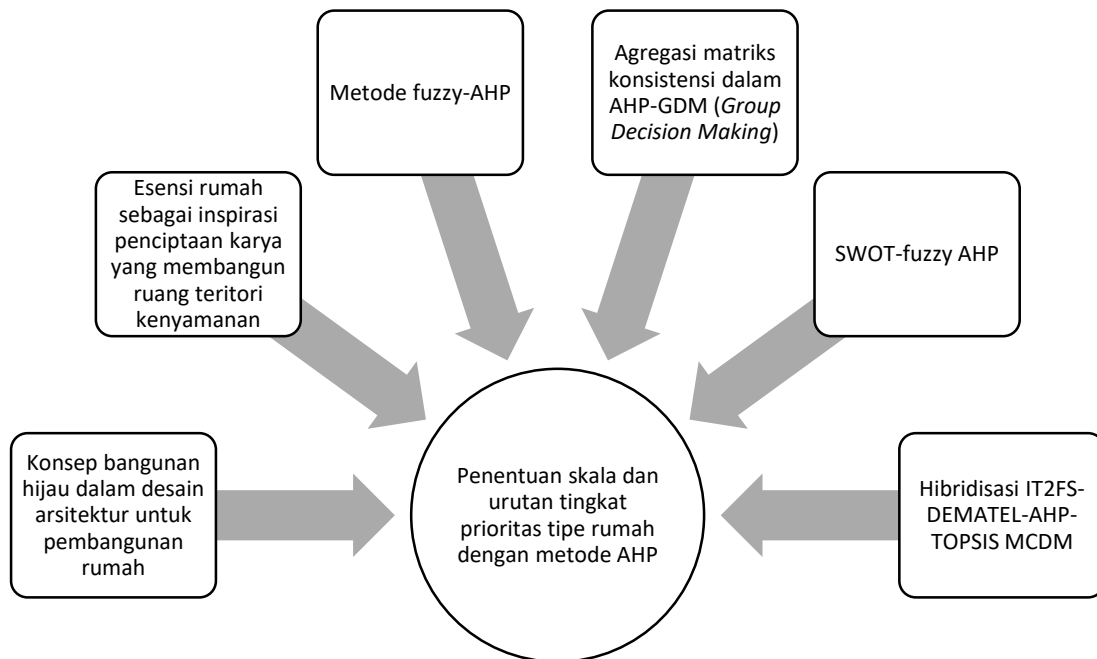 Metode fuzzy-AHP
Agregasi matriks
konsistensi dalam
AHP-GDM (Group
Decision Making)
Esensi rumah
sebagai inspirasi
penciptaan karya
yang membangun
ruang teritori
kenyamanan
SWOT-fuzzy AHP
Konsep bangunan
hijau dalam desain
arsitektur untuk
pembangunan
rumah
Penentuan skala dan
urutan tingkat
prioritas tipe rumah
dengan metode AHP
Hibridisasi IT2FS-
DEMATEL-AHP-
TOPSIS MCDM